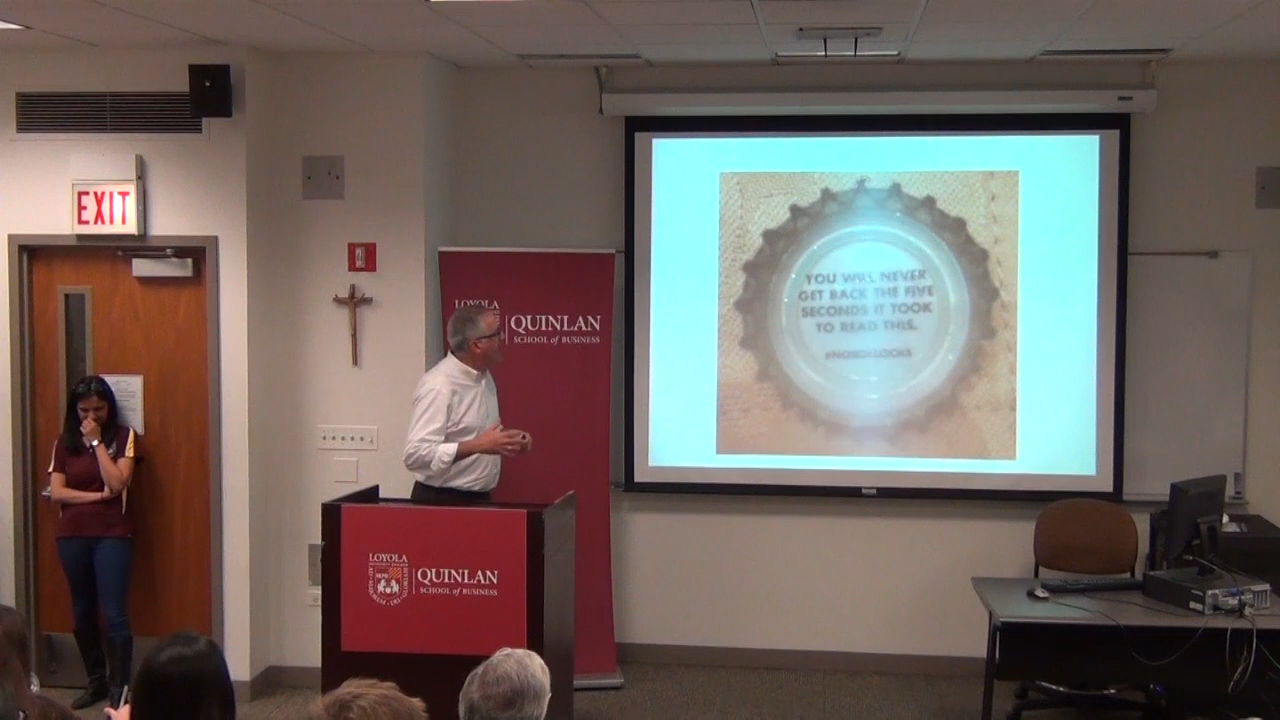 EXIT
LOYOLA
QUINLAN
SCHOOL of BUSINESS
YOU WILL NEVER
GET BACK THE FIVE
SECONDS IT TOOK
TO READ THIS.
LOYOLA
QUINLAN
SCHOOL of BUSINESS